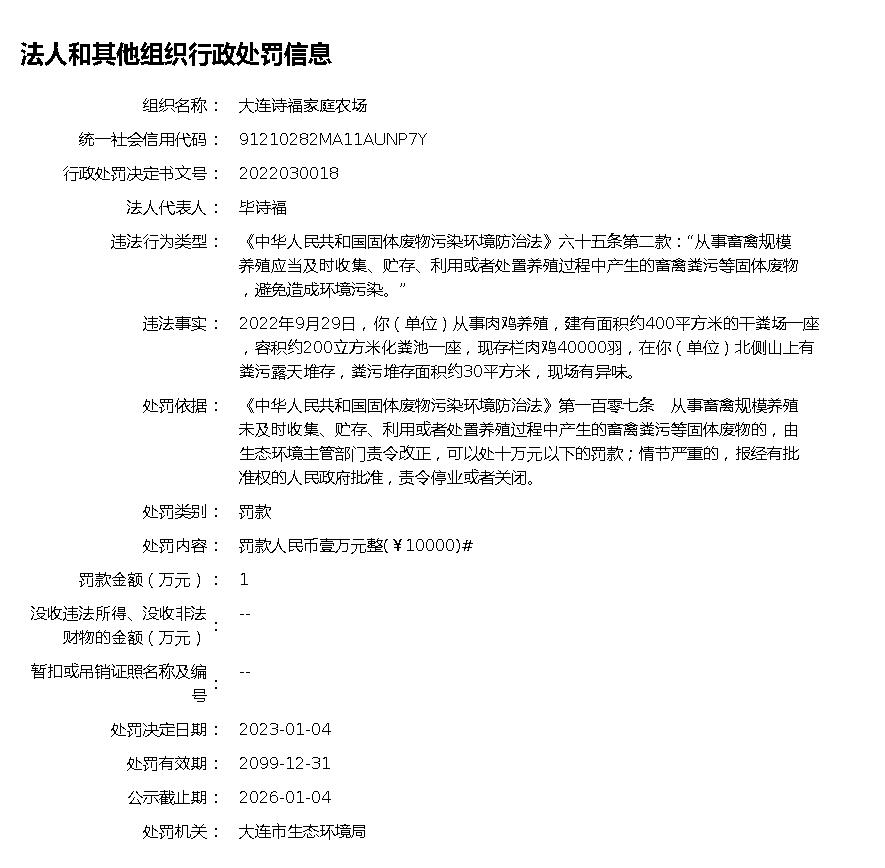 法人和其他组织行政处罚信息
组织名称： 大连诗福家庭农场
统一社会信用代码： 91210282MA11AUNP7Y
行政处罚决定书文号： 2022030018
法人代表人： 毕诗福
违法行为类型： 《中华人民共和国固体废物污染环境防治法》六十五条第二款：“从事畜禽规模
养殖应当及时收集、贮存、利用或者处置养殖过程中产生的畜禽粪污等固体废物
，避免造成环境污染。”
违法事实： 2022年9月29日，你（单位）从事肉鸡养殖，建有面积约400平方米的干粪场一座
，容积约200立方米化粪池一座，现存栏肉鸡40000羽，在你（单位）北侧山上有
粪污露天堆存，粪污堆存面积约30平方米，现场有异味。
处罚依据： 《中华人民共和国固体废物污染环境防治法》第一百零七条　从事畜禽规模养殖
未及时收集、贮存、利用或者处置养殖过程中产生的畜禽粪污等固体废物的，由
生态环境主管部门责令改正，可以处十万元以下的罚款；情节严重的，报经有批
准权的人民政府批准，责令停业或者关闭。
处罚类别： 罚款
处罚内容： 罚款人民币壹万元整(￥10000)#
罚款金额（万元）： 1
没收违法所得、没收非法
财物的金额（万元）： --
暂扣或吊销证照名称及编
号： --
处罚决定日期： 2023-01-04
处罚有效期： 2099-12-31
公示截止期： 2026-01-04
处罚机关： 大连市生态环境局